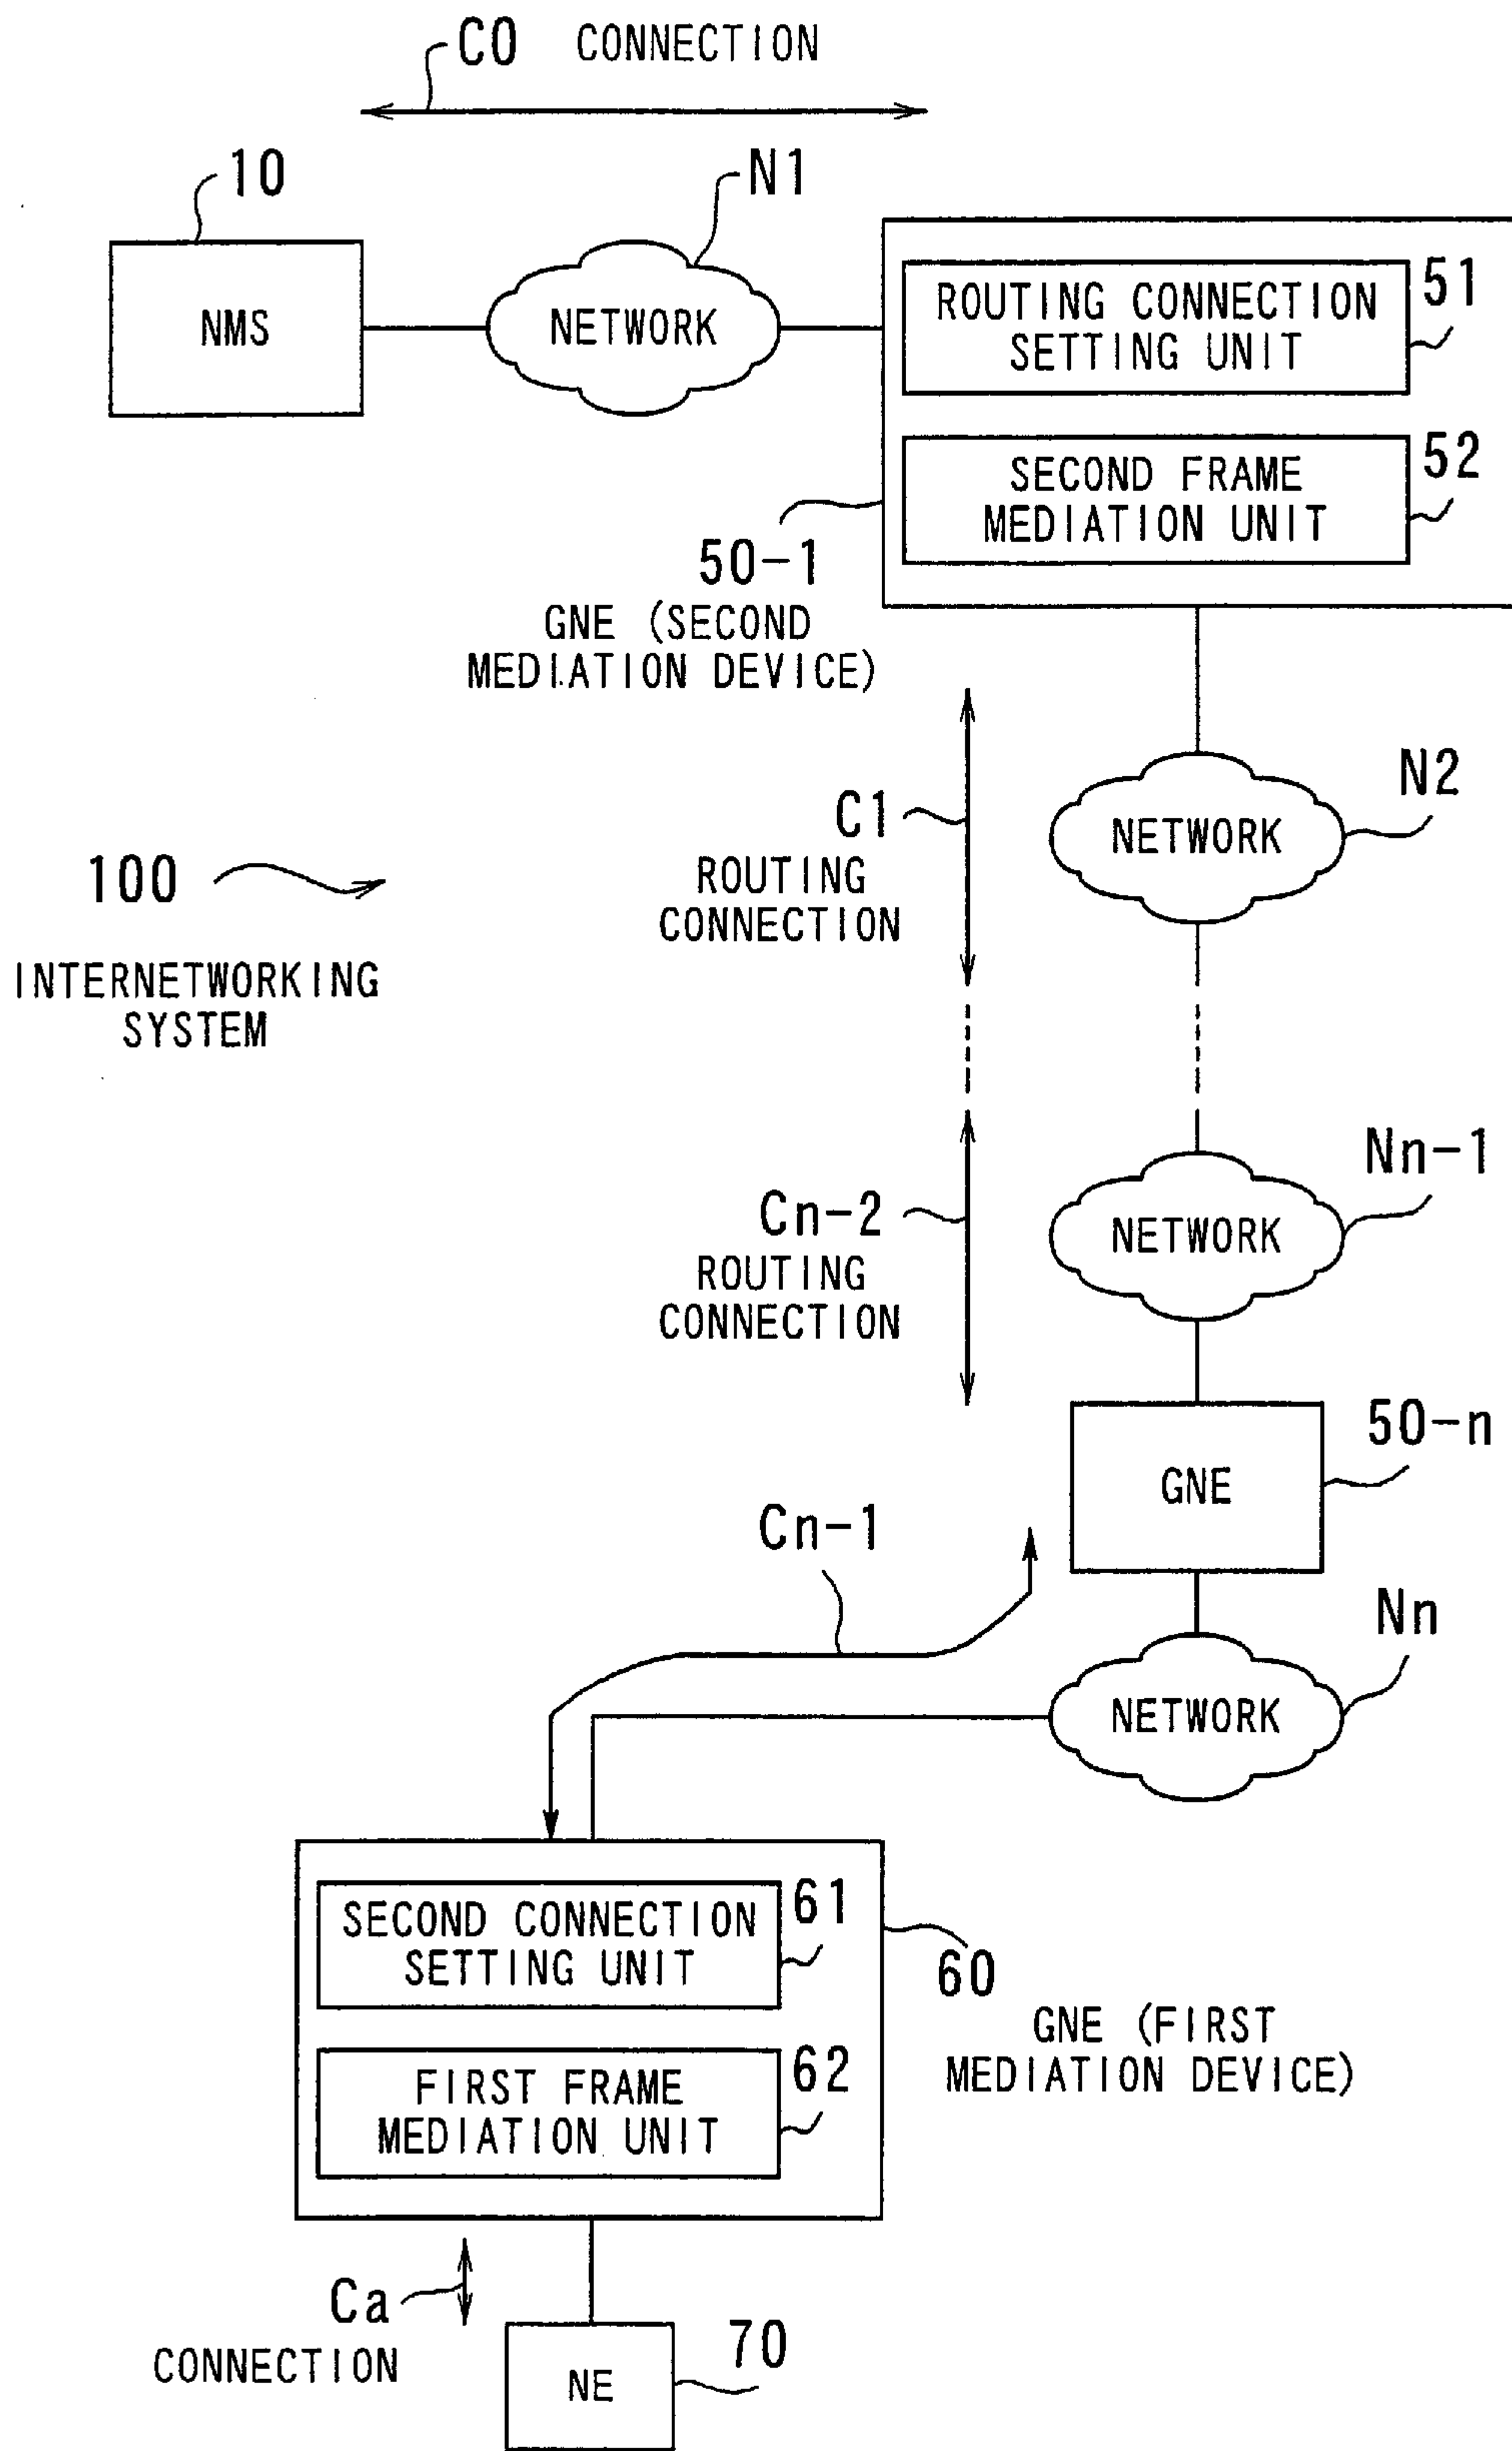 C0 CONNECTION
10
N1
NMS
NETWORK
ROUTING CONNECTION
SETTING UNIT
51
SECOND FRAME
MEDIATION UNIT
52
50-1
GNE (SECOND
MEDIATION DEVICE)
N2
C1
ROUTING
CONNECTION
NETWORK
100
INTERNETWORKING
SYSTEM
Nn-1
Cn-2
ROUTING
CONNECTION
NETWORK
50-n
GNE
Cn-1
Nn
NETWORK
SECOND CONNECTION
SETTING UNIT
61
60
GNE (FIRST
MEDIATION DEVICE)
FIRST FRAME
MEDIATION UNIT
62
Ca
CONNECTION
70
NE